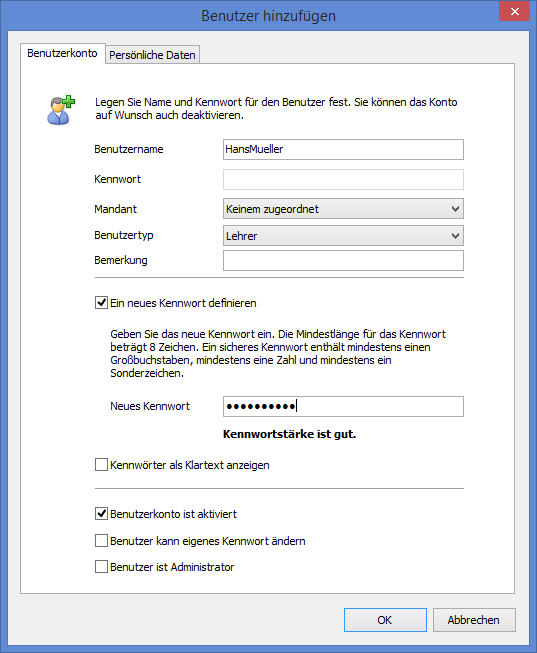 Benutzer hinzufügen
Benutzerkonto
Persönliche Daten
Legen Sie Name und Kennwort für den Benutzer fest. Sie können das Konto
auf Wunsch auch deaktivieren.
Benutzername HansMueller
Kennwort
Mandant Keinem zugeordnet
Benutzertyp Lehrer
Bemerkung
Ein neues Kennwort definieren
Geben Sie das neue Kennwort ein. Die Mindestlänge für das Kennwort
beträgt 8 Zeichen. Ein sicheres Kennwort enthält mindestens einen
Großbuchstaben, mindestens eine Zahl und mindestens ein
Sonderzeichen.
Neues Kennwort ●●●●●●●●●●
Kennwortstärke ist gut.
Kennwörter als Klartext anzeigen
Benutzerkonto ist aktiviert
Benutzer kann eigenes Kennwort ändern
Benutzer ist Administrator
OK Abbrechen